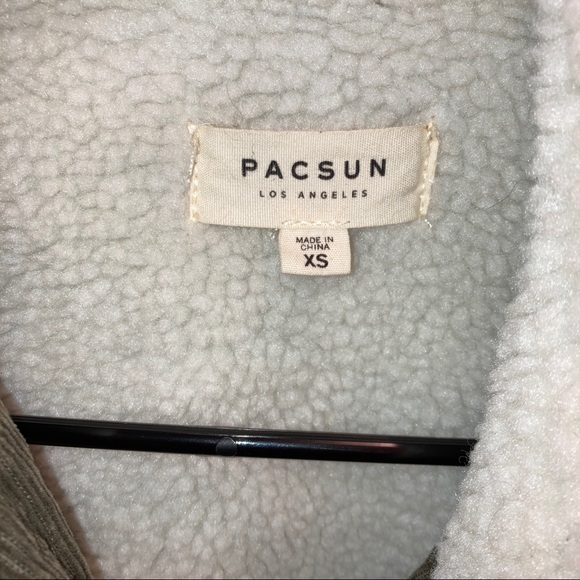 PACSUN
LOS ANGELES
MADE IN
CHINA
XS